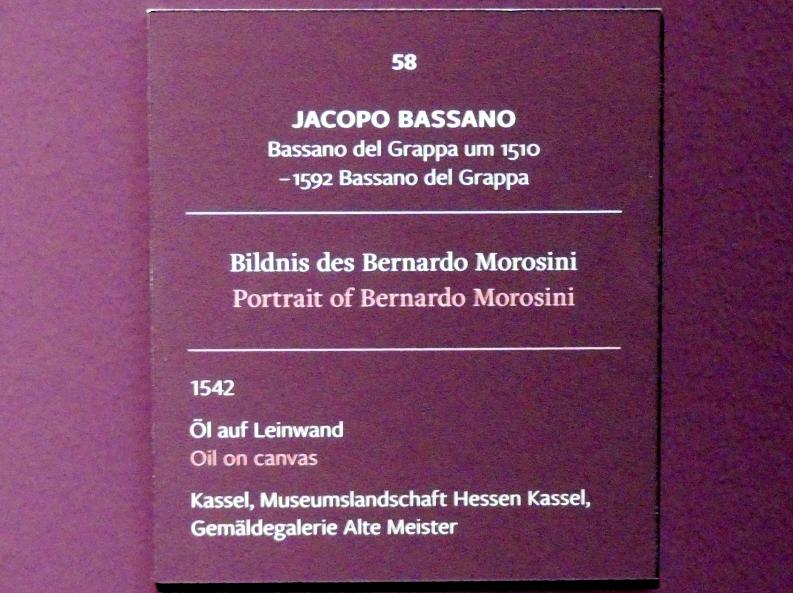 58
JACOPO BASSANO
Bassano del Grappa um 1510
–1592 Bassano del Grappa
Bildnis des Bernardo Morosini
Portrait of Bernardo Morosini
1542
Öl auf Leinwand
Oil on canvas
Kassel, Museumslandschaft Hessen Kassel,
Gemäldegalerie Alte Meister